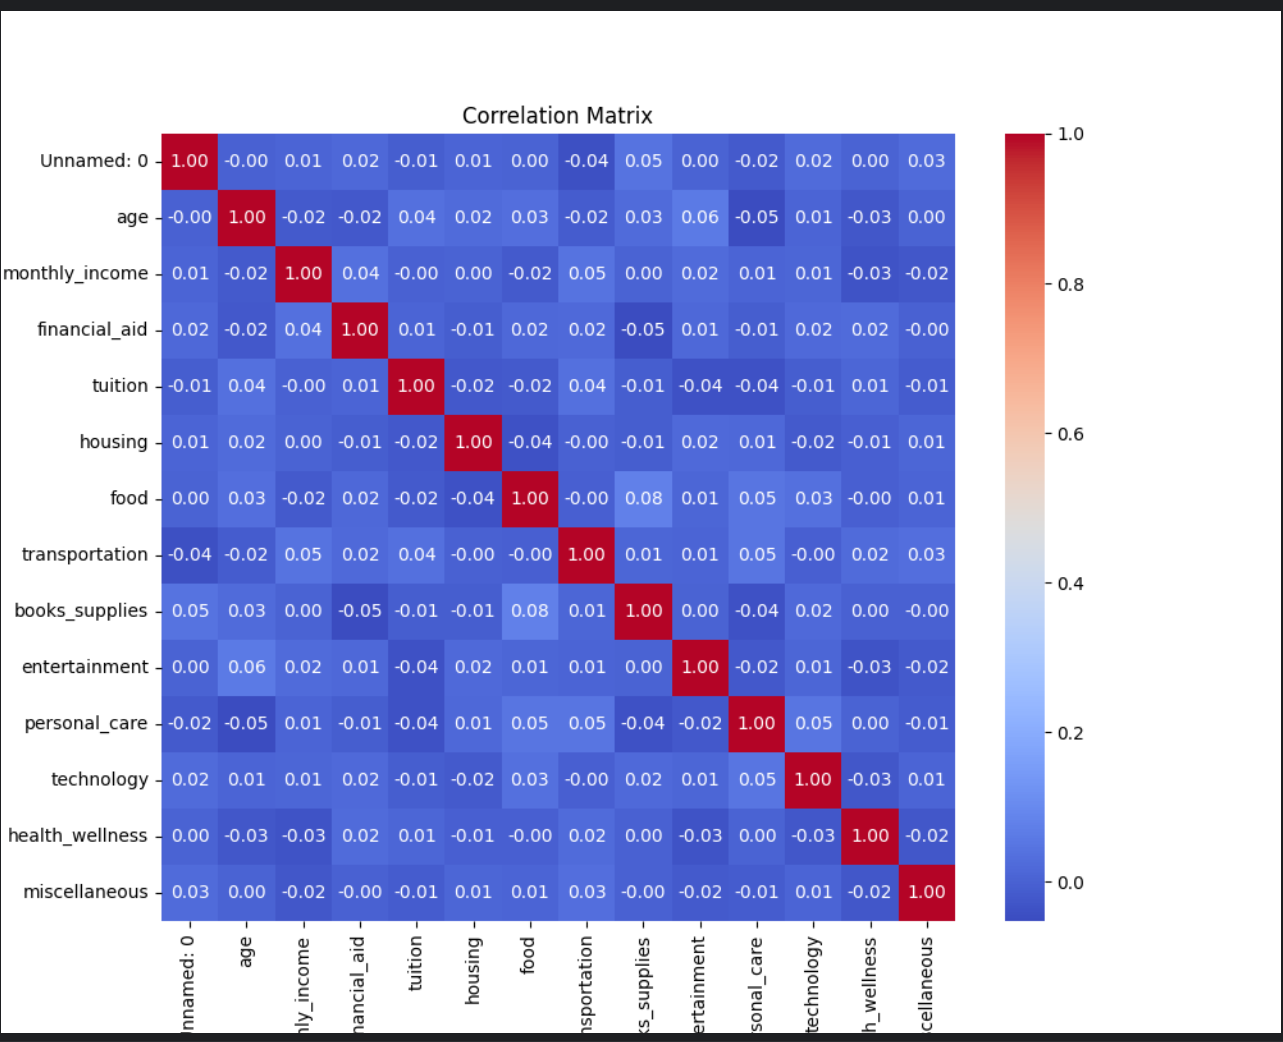 Correlation Matrix
Unnamed: 0 1.00 -0.00 0.01 0.02 -0.01 0.01 0.00 -0.04 0.05 0.00 -0.02 0.02 0.00 0.03
age -0.00 1.00 -0.02 -0.02 0.04 0.02 0.03 -0.02 0.03 0.06 -0.05 0.01 -0.03 0.00
monthly_income 0.01 -0.02 1.00 0.04 -0.00 0.00 -0.02 0.05 0.00 0.02 0.01 0.01 -0.03 -0.02
financial_aid 0.02 -0.02 0.04 1.00 0.01 -0.01 0.02 0.02 -0.05 0.01 -0.01 0.02 0.02 -0.00
tuition -0.01 0.04 -0.00 0.01 1.00 -0.02 -0.02 0.04 -0.01 -0.04 -0.04 -0.01 0.01 -0.01
housing 0.01 0.02 0.00 -0.01 -0.02 1.00 -0.04 -0.00 -0.01 0.02 0.01 -0.02 -0.01 0.01
food 0.00 0.03 -0.02 0.02 -0.02 -0.04 1.00 -0.00 0.08 0.01 0.05 0.03 -0.00 0.01
transportation -0.04 -0.02 0.05 0.02 0.04 -0.00 -0.00 1.00 0.01 0.01 0.05 -0.00 0.02 0.03
books_supplies 0.05 0.03 0.00 -0.05 -0.01 -0.01 0.08 0.01 1.00 0.00 -0.04 0.02 0.00 -0.00
entertainment 0.00 0.06 0.02 0.01 -0.04 0.02 0.01 0.01 0.00 1.00 -0.02 0.01 -0.03 -0.02
personal_care -0.02 -0.05 0.01 -0.01 -0.04 0.01 0.05 0.05 -0.04 -0.02 1.00 0.05 0.00 -0.01
technology 0.02 0.01 0.01 0.02 -0.01 -0.02 0.03 -0.00 0.02 0.01 0.05 1.00 -0.03 0.01
health_wellness 0.00 -0.03 -0.03 0.02 0.01 -0.01 -0.00 0.02 0.00 -0.03 0.00 -0.03 1.00 -0.02
miscellaneous 0.03 0.00 -0.02 -0.00 -0.01 0.01 0.01 0.03 -0.00 -0.02 -0.01 0.01 -0.02 1.00
nnamed: 0
age
nly_income
nancial_aid
tuition
housing
food
nsportation
ks_supplies
ertainment
sonal_care
technology
h_wellness
cellaneous
1.0
0.8
0.6
0.4
0.2
0.0